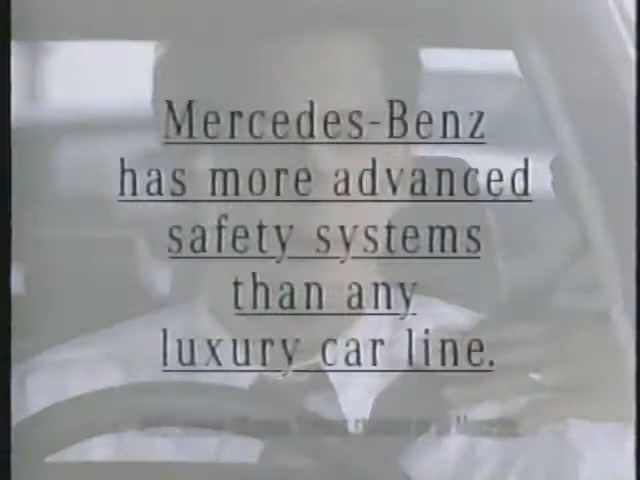 Mercedes-Benz
has more advanced
safety systems
than any
luxury car line.